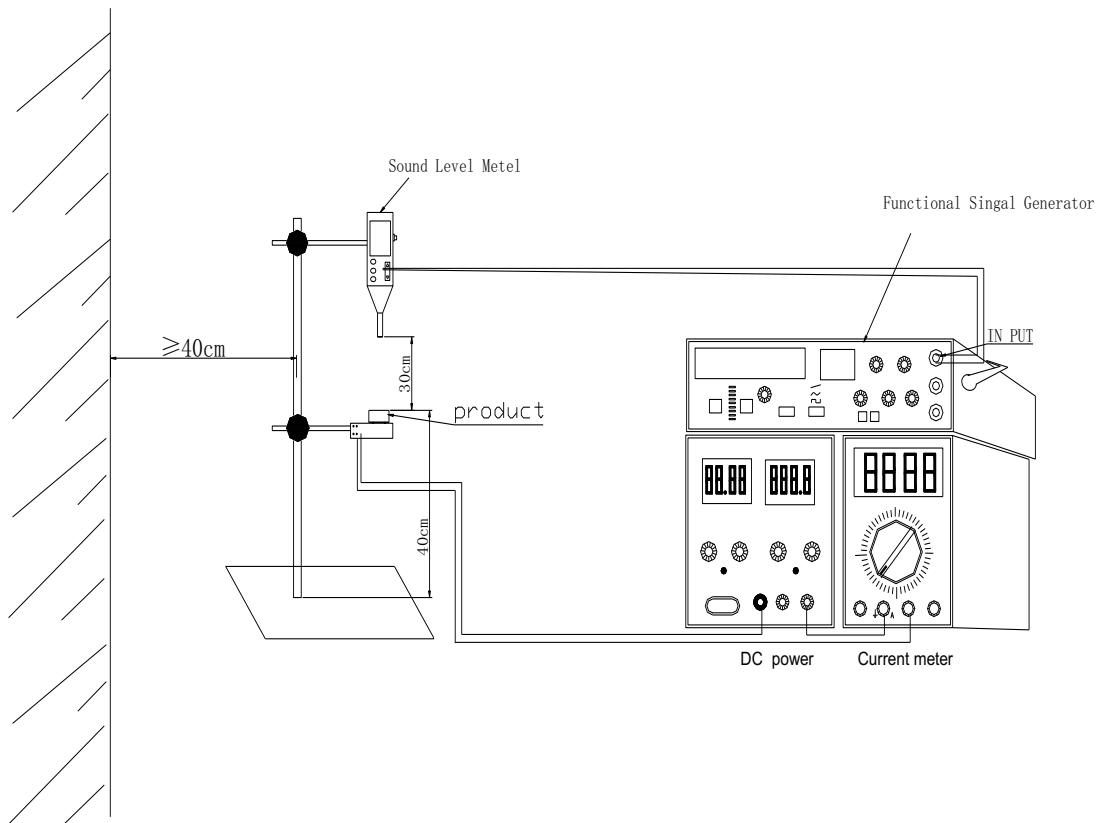 Sound Level Metel
Functional Singal Generator
IN PUT
≥40cm
30cm
product
40cm
A
DC power
Current meter